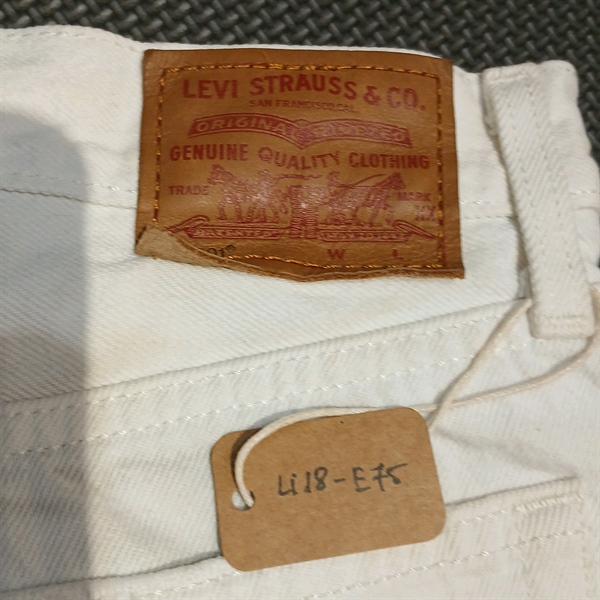 LEVI STRAUSS & CO.
SAN FRANCISCO CAL.
ORIGINAL RIVETED
GENUINE QUALITY CLOTHING
TRADE MARK
W L
Li18-E75